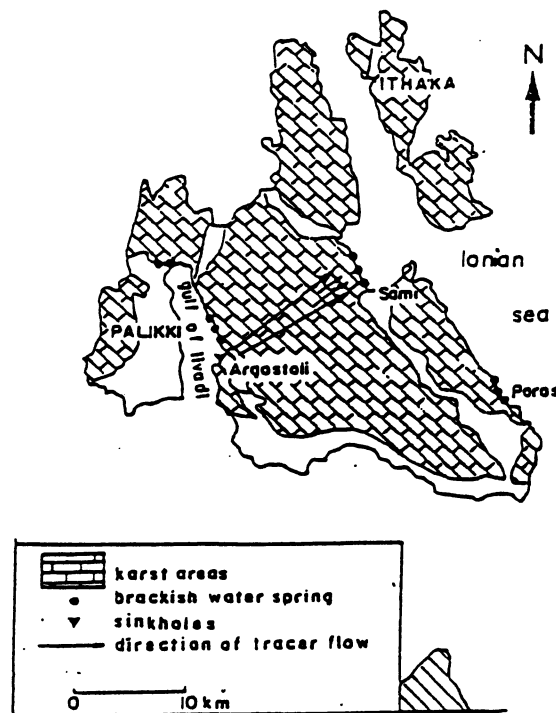 N
ITHAKA
Ionian
sea
Sami
gulf of livadi
PALIKKI
Argostoli
Poros
karst areas
brackish water spring
sinkholes
direction of tracer flow
0 10 km